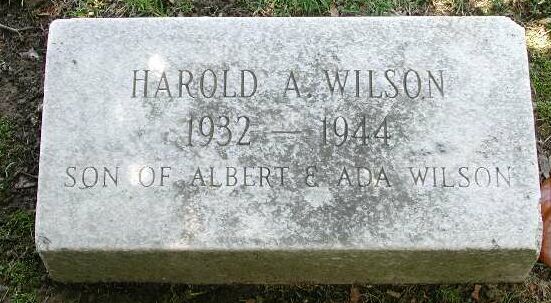 HAROLD A. WILSON
1932 — 1944
SON OF ALBERT & ADA WILSON